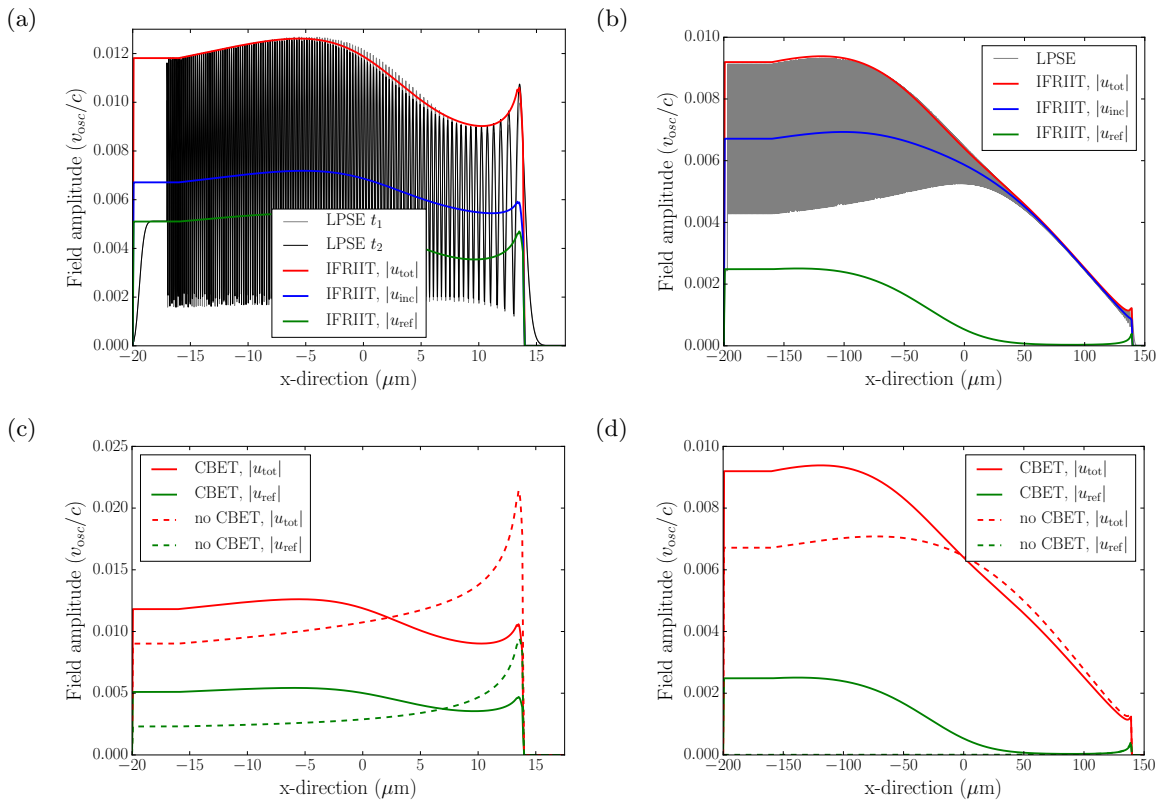 (a)
0.014
0.012
0.010
0.008
0.006
0.004
0.002
0.000
Field amplitude (v_osc/c)
LPSE t₁
LPSE t₂
IFRIIT, |u_tot|
IFRIIT, |u_inc|
IFRIIT, |u_ref|
−20 −15 −10 −5 0 5 10 15
x-direction (μm)
(b)
0.010
0.008
0.006
0.004
0.002
0.000
Field amplitude (v_osc/c)
LPSE
IFRIIT, |u_tot|
IFRIIT, |u_inc|
IFRIIT, |u_ref|
−200 −150 −100 −50 0 50 100 150
x-direction (μm)
(c)
0.025
0.020
0.015
0.010
0.005
0.000
Field amplitude (v_osc/c)
CBET, |u_tot|
CBET, |u_ref|
no CBET, |u_tot|
no CBET, |u_ref|
−20 −15 −10 −5 0 5 10 15
x-direction (μm)
(d)
0.010
0.008
0.006
0.004
0.002
0.000
Field amplitude (v_osc/c)
CBET, |u_tot|
CBET, |u_ref|
no CBET, |u_tot|
no CBET, |u_ref|
−200 −150 −100 −50 0 50 100 150
x-direction (μm)